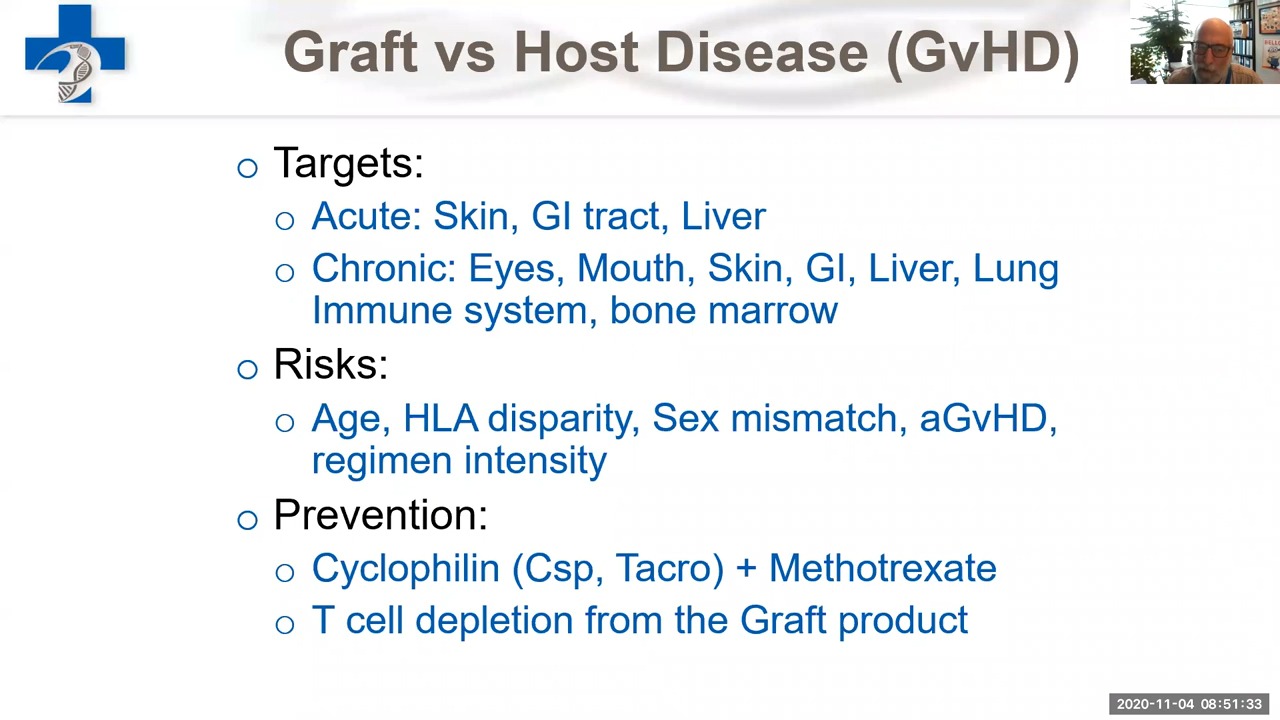 Graft vs Host Disease (GvHD)
Targets:
Acute: Skin, GI tract, Liver
Chronic: Eyes, Mouth, Skin, GI, Liver, Lung
Immune system, bone marrow
Risks:
Age, HLA disparity, Sex mismatch, aGvHD,
regimen intensity
Prevention:
Cyclophilin (Csp, Tacro) + Methotrexate
T cell depletion from the Graft product
2020-11-04 08:51:33